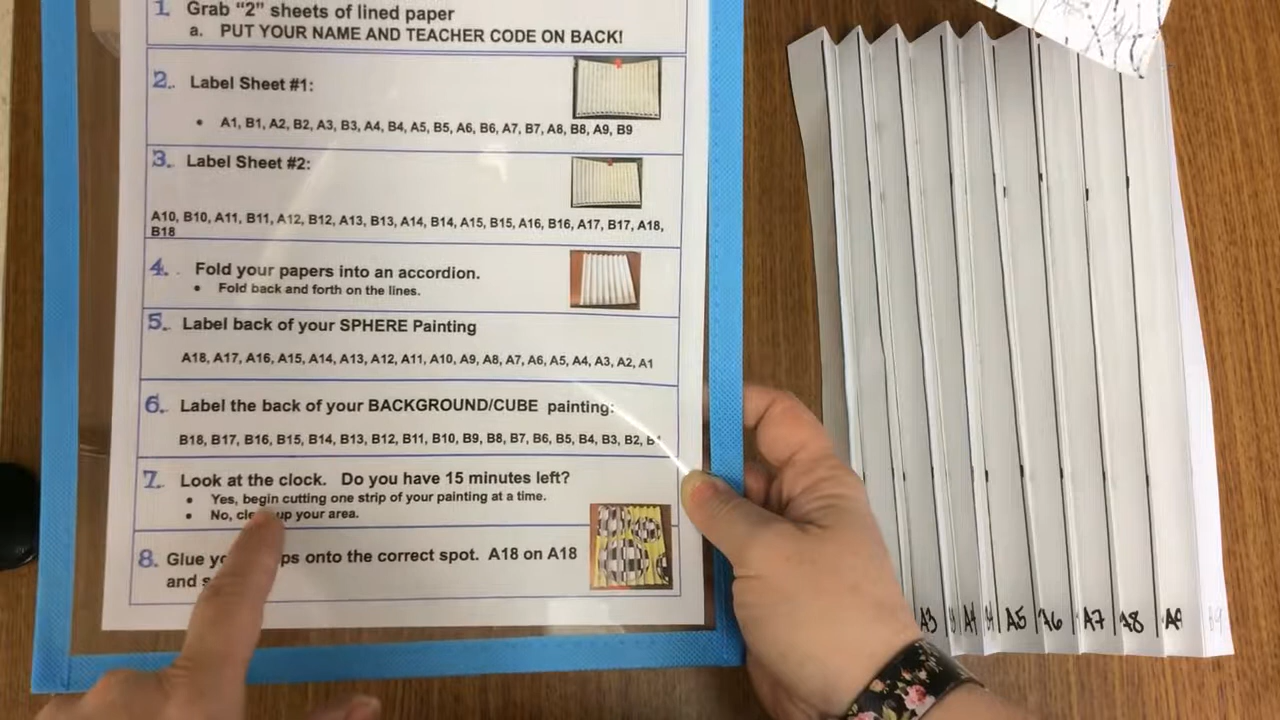 1. Grab “2” sheets of lined paper
a. PUT YOUR NAME AND TEACHER CODE ON BACK!
2. Label Sheet #1:
• A1, B1, A2, B2, A3, B3, A4, B4, A5, B5, A6, B6, A7, B7, A8, B8, A9, B9
3. Label Sheet #2:
A10, B10, A11, B11, A12, B12, A13, B13, A14, B14, A15, B15, A16, B16, A17, B17, A18,
B18
4. Fold your papers into an accordion.
• Fold back and forth on the lines.
5. Label back of your SPHERE Painting
A18, A17, A16, A15, A14, A13, A12, A11, A10, A9, A8, A7, A6, A5, A4, A3, A2, A1
6. Label the back of your BACKGROUND/CUBE painting:
B18, B17, B16, B15, B14, B13, B12, B11, B10, B9, B8, B7, B6, B5, B4, B3, B2,
7. Look at the clock. Do you have 15 minutes left?
• Yes, begin cutting one strip of your painting at a time.
• No, up your area.
8. Glue onto the correct spot. A18 on A18
and
A3 A4 A5 A6 A7 A8 A9 B9